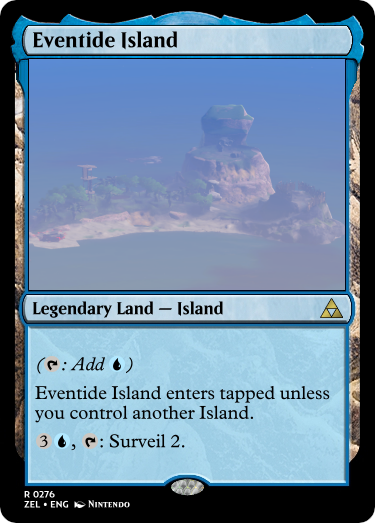 Eventide Island
Legendary Land — Island
(: Add )
Eventide Island enters tapped unless
you control another Island.
3 , : Surveil 2.
R 0276
ZEL • ENG Nintendo